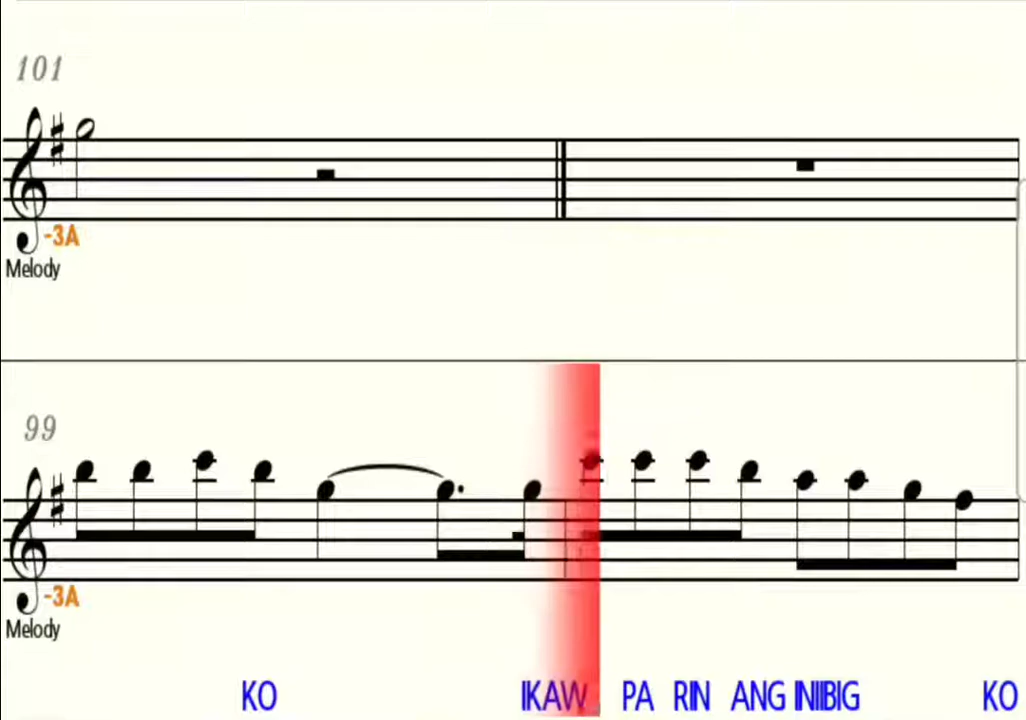 101
-3A
Melody
99
-3A
Melody
KO IKAW PA RIN ANG INIIBIG KO